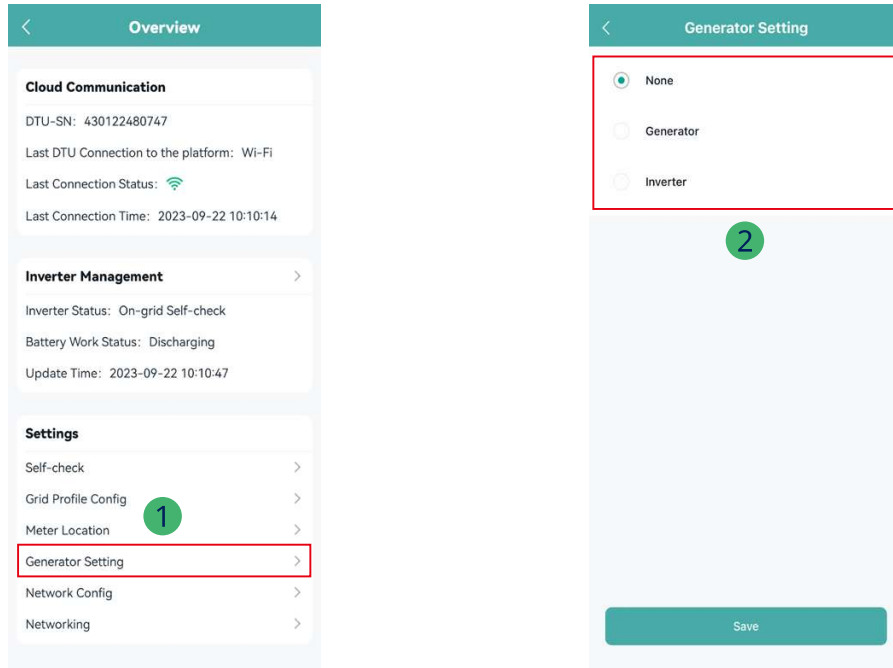 Overview
Cloud Communication
DTU-SN: 430122480747
Last DTU Connection to the platform: Wi-Fi
Last Connection Status:
Last Connection Time: 2023-09-22 10:10:14
Inverter Management
Inverter Status: On-grid Self-check
Battery Work Status: Discharging
Update Time: 2023-09-22 10:10:47
Settings
Self-check
Grid Profile Config
1
Meter Location
Generator Setting
Network Config
Networking
Generator Setting
None
Generator
Inverter
2
Save